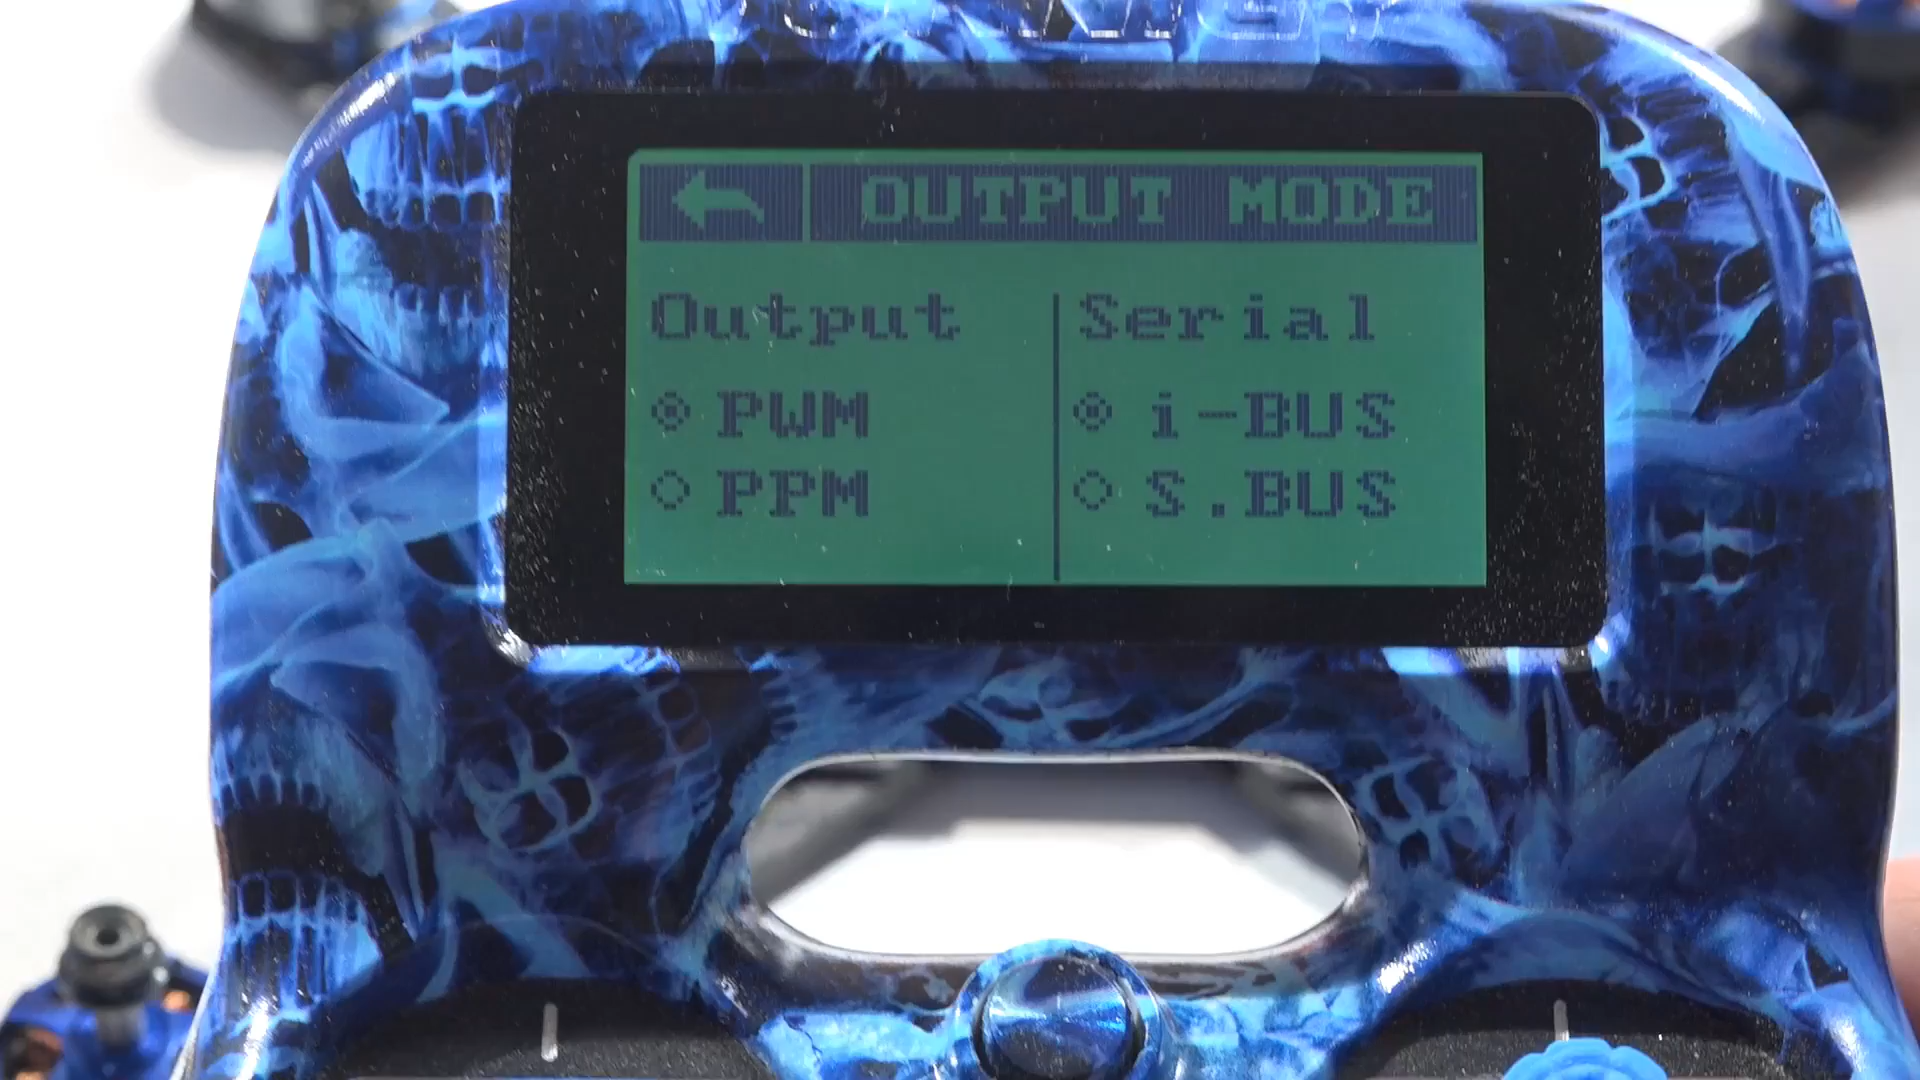 OUTPUT MODE
Output
Serial
PWM
i-BUS
PPM
S.BUS